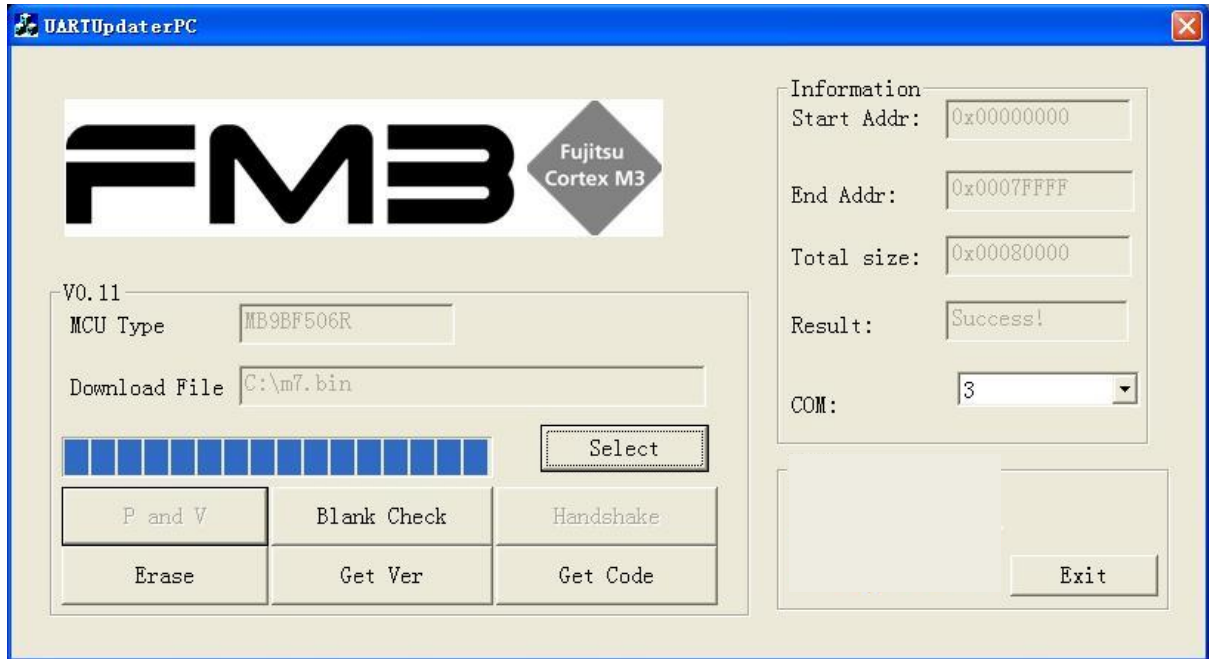 UARTUpdaterPC
FM3
Fujitsu
Cortex M3
V0.11
MCU Type
MB9BF506R
Download File
C:\m7.bin
Select
P and V
Blank Check
Handshake
Erase
Get Ver
Get Code
Information
Start Addr:
0x00000000
End Addr:
0x0007FFFF
Total size:
0x00080000
Result:
Success!
COM:
3
Exit